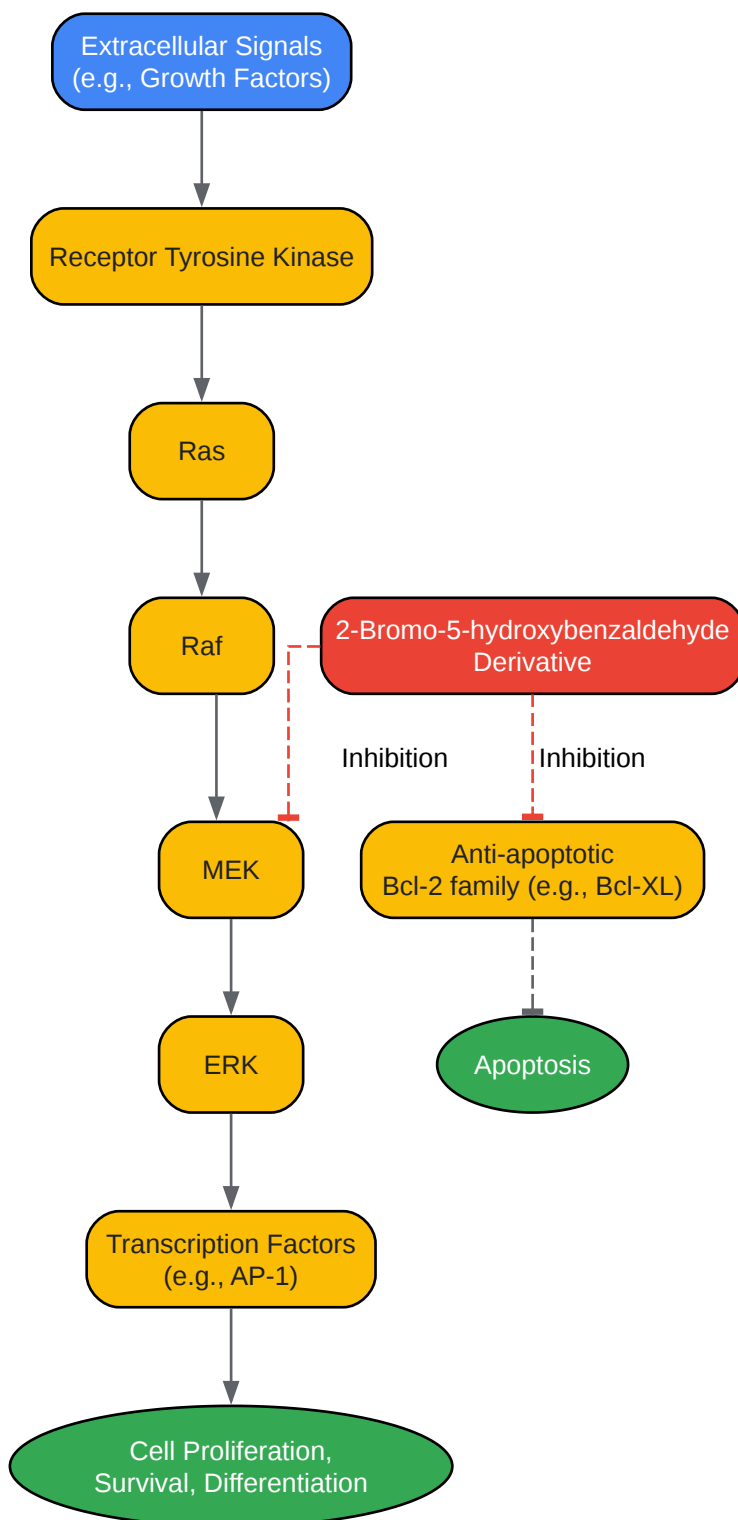 Extracellular Signals
(e.g., Growth Factors)
Receptor Tyrosine Kinase
Ras
Raf
2-Bromo-5-hydroxybenzaldehyde
Derivative
Inhibition
Inhibition
MEK
Anti-apoptotic
Bcl-2 family (e.g., Bcl-XL)
ERK
Apoptosis
Transcription Factors
(e.g., AP-1)
Cell Proliferation,
Survival, Differentiation